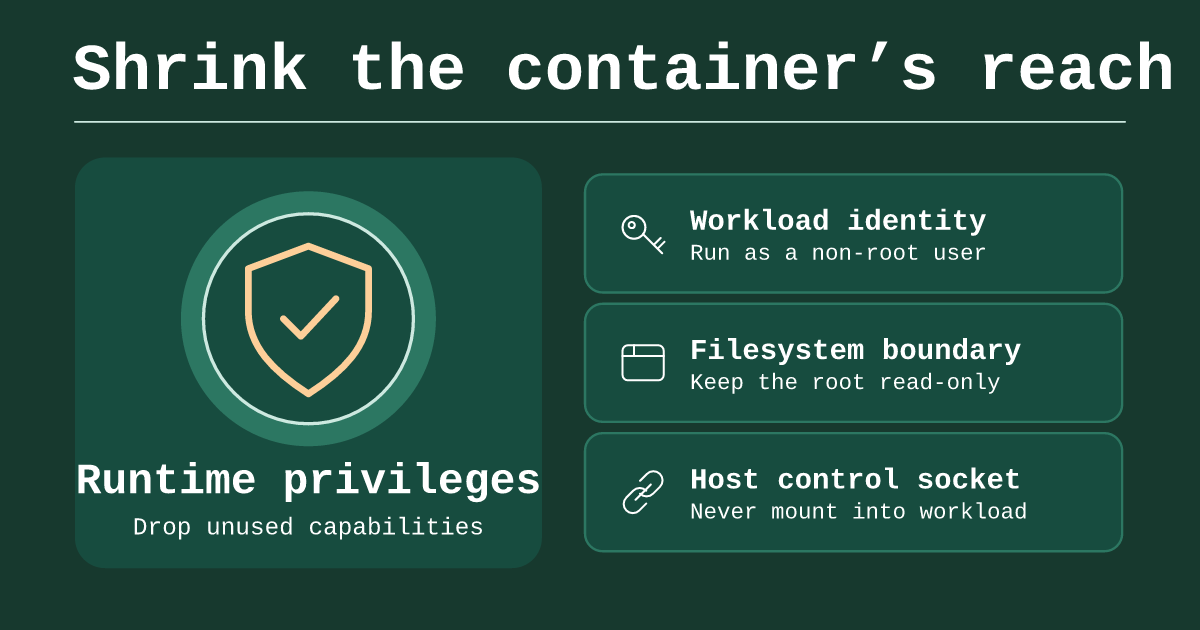 Shrink the container’s reach
Runtime privileges
Drop unused capabilities
Workload identity
Run as a non-root user
Filesystem boundary
Keep the root read-only
Host control socket
Never mount into workload